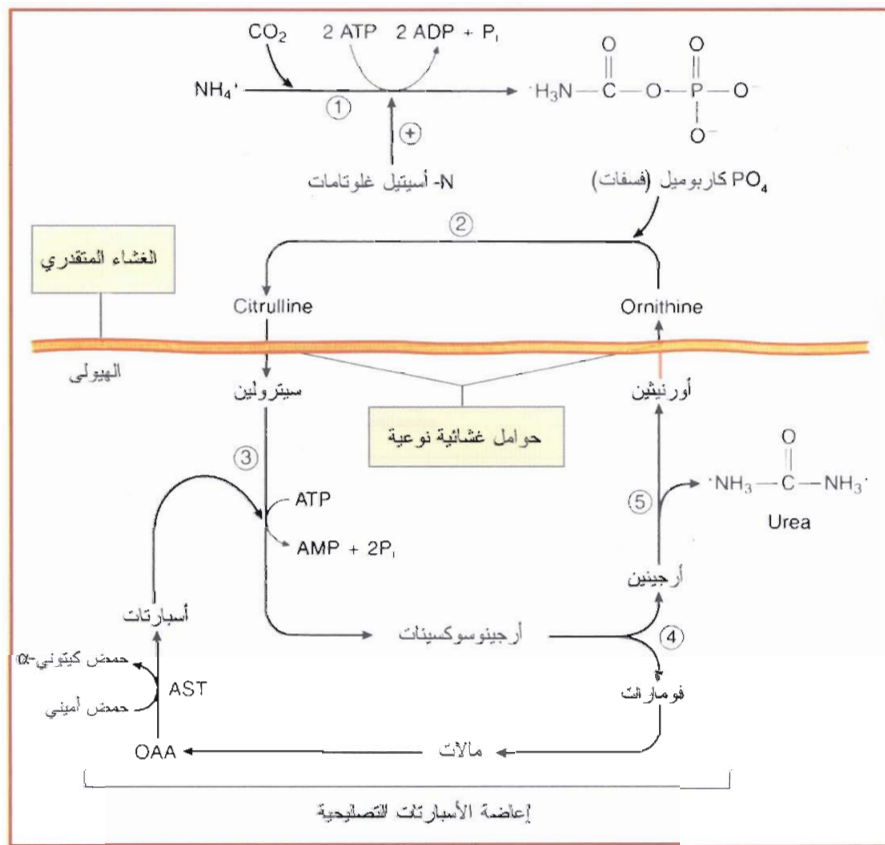 CO2
2 ATP
2 ADP + Pi
NH4+
①
+H3N—C—O—P—O−
O
O
O−
⊕
N- أسيتيل غلوتامات
PO4 كاربوميل (فسفات)
②
الغشاء المتقدري
Citrulline
Ornithine
الهيولى
سيترولين
أورنيثين
حوامل غشائية نوعية
③
ATP
AMP + 2Pi
⑤
O
+NH3—C—NH3+
Urea
أرجينين
أسبارتات
أرجينوسوكسينات
④
حمض كيتوني-α
AST
حمض أميني
فومارات
OAA
مالات
إعاضة الأسبارتات التصليحية